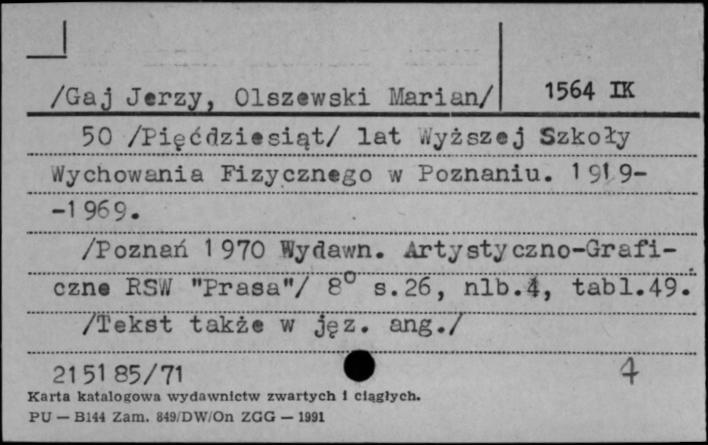 /Gaj Jerzy, Olszewski Marian/ 1564 IK
50 /Pięćdziesiąt/ lat Wyższej Szkoły
Wychowania Fizycznego w Poznaniu. 1919-
-1969.
/Poznań 1970 Wydawn. Artystyczno-Grafi-
czne RSW "Prasa"/ 8° s.26, nlb.4, tabl.49.
/Tekst także w jęz. ang./
215185/71 4
Karta katalogowa wydawnictw zwartych i ciągłych.
PU — B144 Zam. 849/DW/On ZGG — 1991